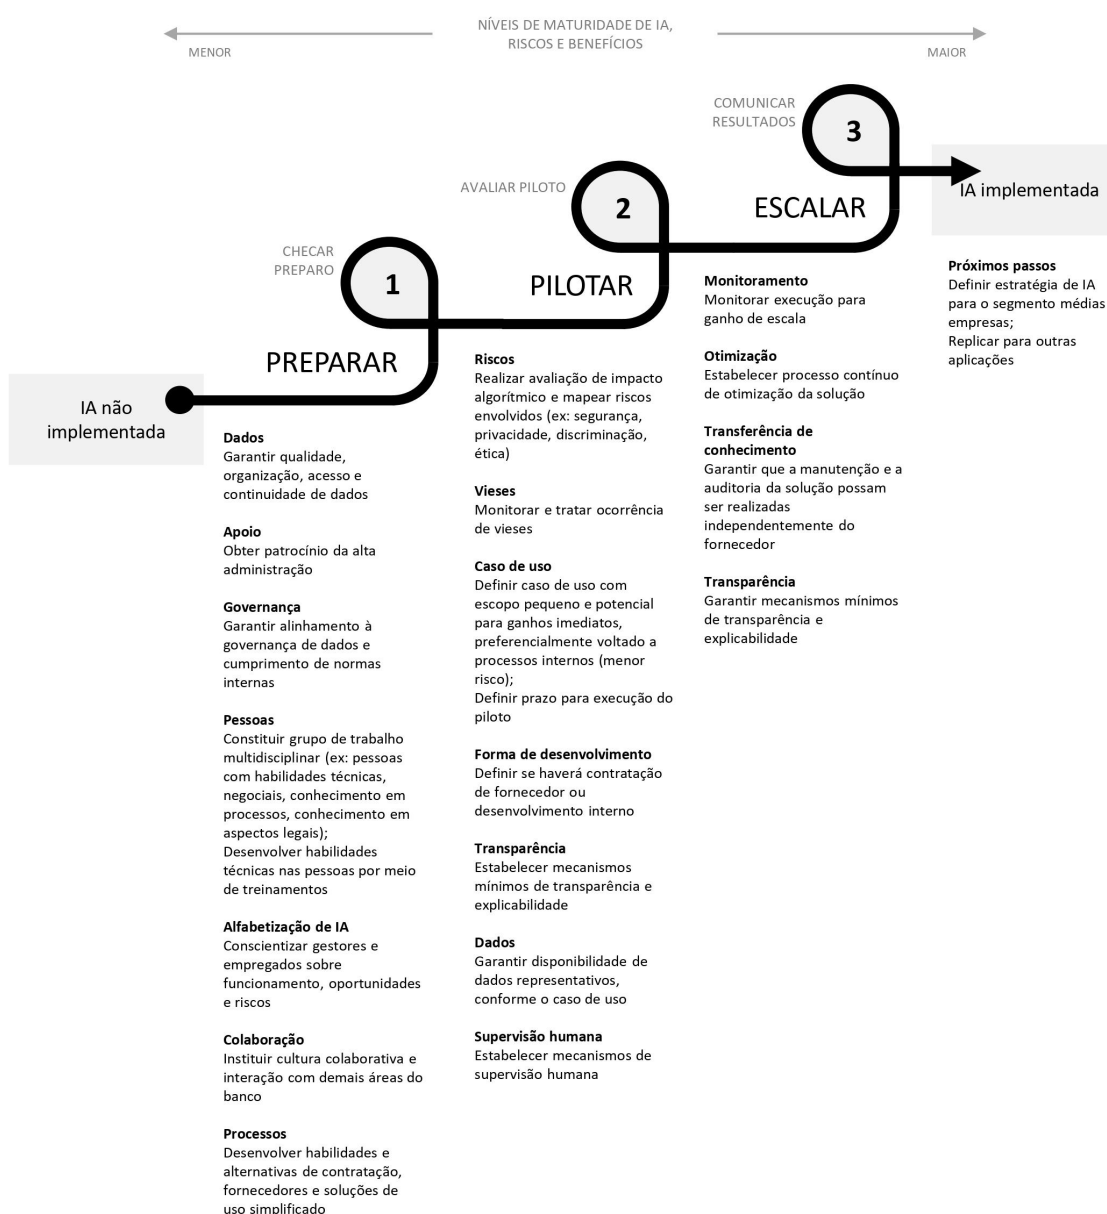 NÍVEIS DE MATURIDADE DE IA,
RISCOS E BENEFÍCIOS
MENOR
MAIOR
COMUNICAR
RESULTADOS
3
IA implementada
AVALIAR PILOTO
2
ESCALAR
CHECAR
PREPARO
1
PILOTAR
PREPARAR
IA não
implementada
Dados
Garantir qualidade,
organização, acesso e
continuidade de dados
Apoio
Obter patrocínio da alta
administração
Governança
Garantir alinhamento à
governança de dados e
cumprimento de normas
internas
Pessoas
Constituir grupo de trabalho
multidisciplinar (ex: pessoas
com habilidades técnicas,
negociais, conhecimento em
processos, conhecimento em
aspectos legais);
Desenvolver habilidades
técnicas nas pessoas por meio
de treinamentos
Alfabetização de IA
Conscientizar gestores e
empregados sobre
funcionamento, oportunidades
e riscos
Colaboração
Instituir cultura colaborativa e
interação com demais áreas do
banco
Processos
Desenvolver habilidades e
alternativas de contratação,
fornecedores e soluções de
uso simplificado
Riscos
Realizar avaliação de impacto
algorítmico e mapear riscos
envolvidos (ex: segurança,
privacidade, discriminação,
ética)
Vieses
Monitorar e tratar ocorrência
de vieses
Caso de uso
Definir caso de uso com
escopo pequeno e potencial
para ganhos imediatos,
preferencialmente voltado a
processos internos (menor
risco);
Definir prazo para execução do
piloto
Forma de desenvolvimento
Definir se haverá contratação
de fornecedor ou
desenvolvimento interno
Transparência
Estabelecer mecanismos
mínimos de transparência e
explicabilidade
Dados
Garantir disponibilidade de
dados representativos,
conforme o caso de uso
Supervisão humana
Estabelecer mecanismos de
supervisão humana
Monitoramento
Monitorar execução para
ganho de escala
Otimização
Estabelecer processo contínuo
de otimização da solução
Transferência de
conhecimento
Garantir que a manutenção e a
auditoria da solução possam
ser realizadas
independentemente do
fornecedor
Transparência
Garantir mecanismos mínimos
de transparência e
explicabilidade
Próximos passos
Definir estratégia de IA
para o segmento médias
empresas;
Replicar para outras
aplicações